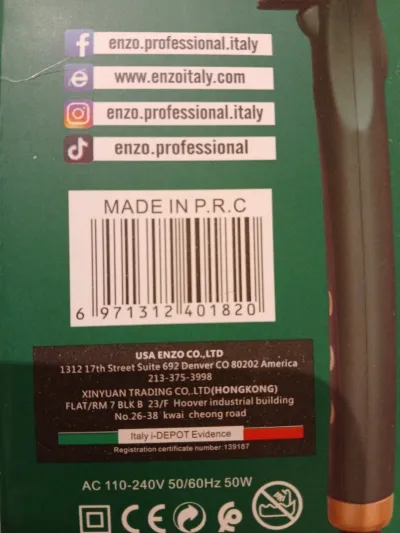 enzo.professional.italy
www.enzoitaly.com
enzo.professional.italy
enzo.professional
MADE IN P.R.C
6 971312 401820
USA ENZO CO.,LTD
1312 17th Street Suite 692 Denver CO 80202 America
213-375-3998
XINYUAN TRADING CO.,LTD(HONGKONG)
FLAT/RM 7 BLK B 23/F Hoover industrial building
No.26-38 kwai cheong road
Italy i-DEPOT Evidence
Registration certificate number:139187
AC 110-240V 50/60Hz 50W
CE